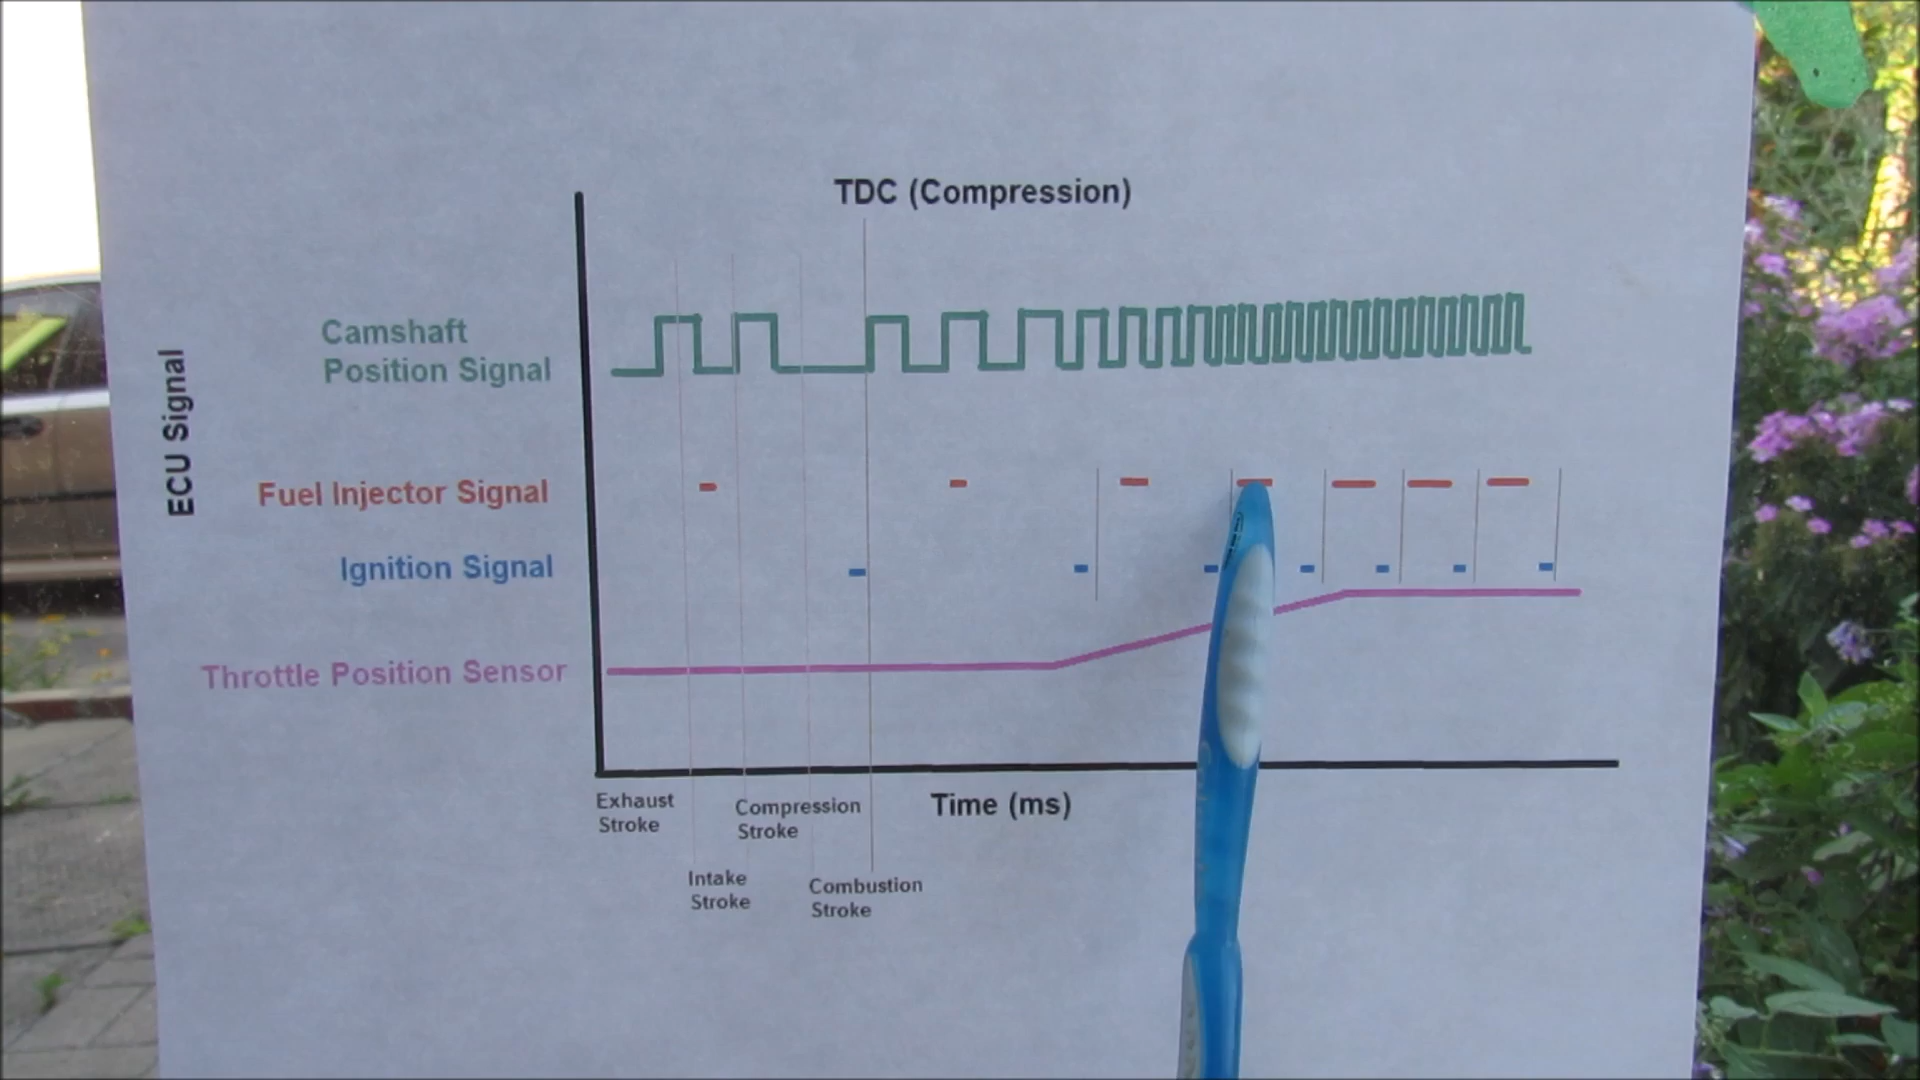 TDC (Compression)
ECU Signal
Camshaft
Position Signal
Fuel Injector Signal
Ignition Signal
Throttle Position Sensor
Exhaust
Stroke
Compression
Stroke
Time (ms)
Intake
Stroke
Combustion
Stroke